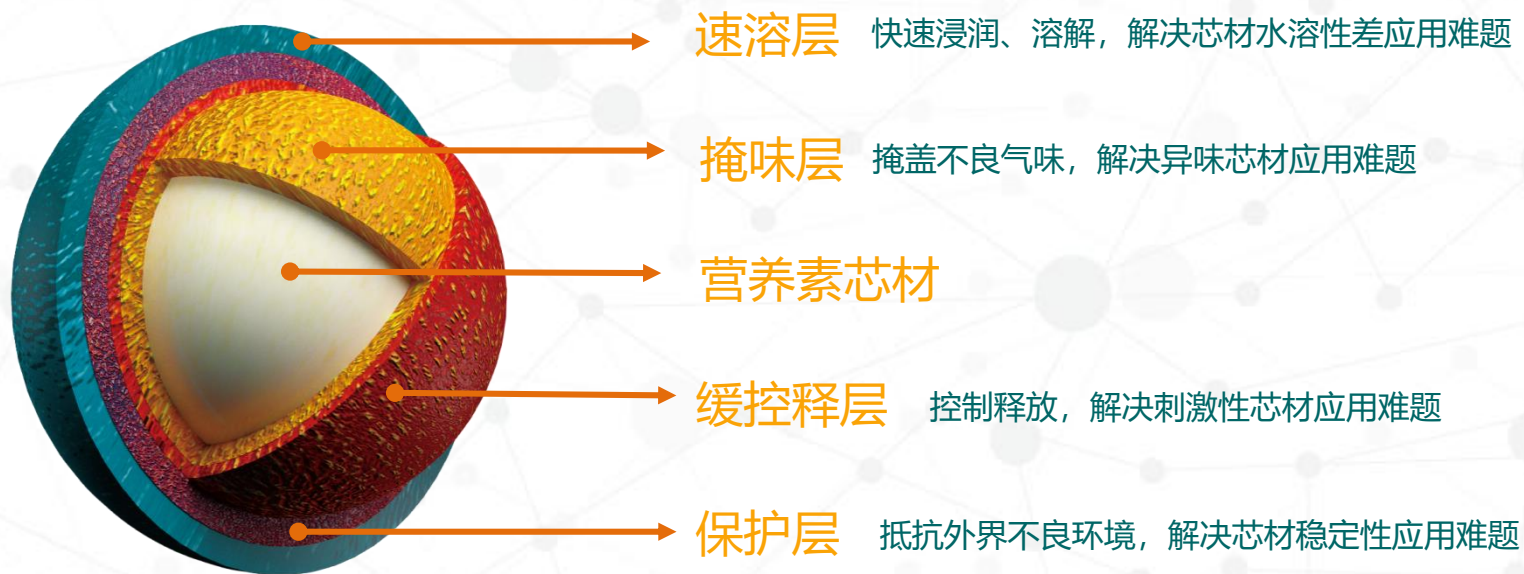 速溶层 快速浸润、溶解，解决芯材水溶性差应用难题
掩味层 掩盖不良气味，解决异味芯材应用难题
营养素芯材
缓控释层 控制释放，解决刺激性芯材应用难题
保护层 抵抗外界不良环境，解决芯材稳定性应用难题